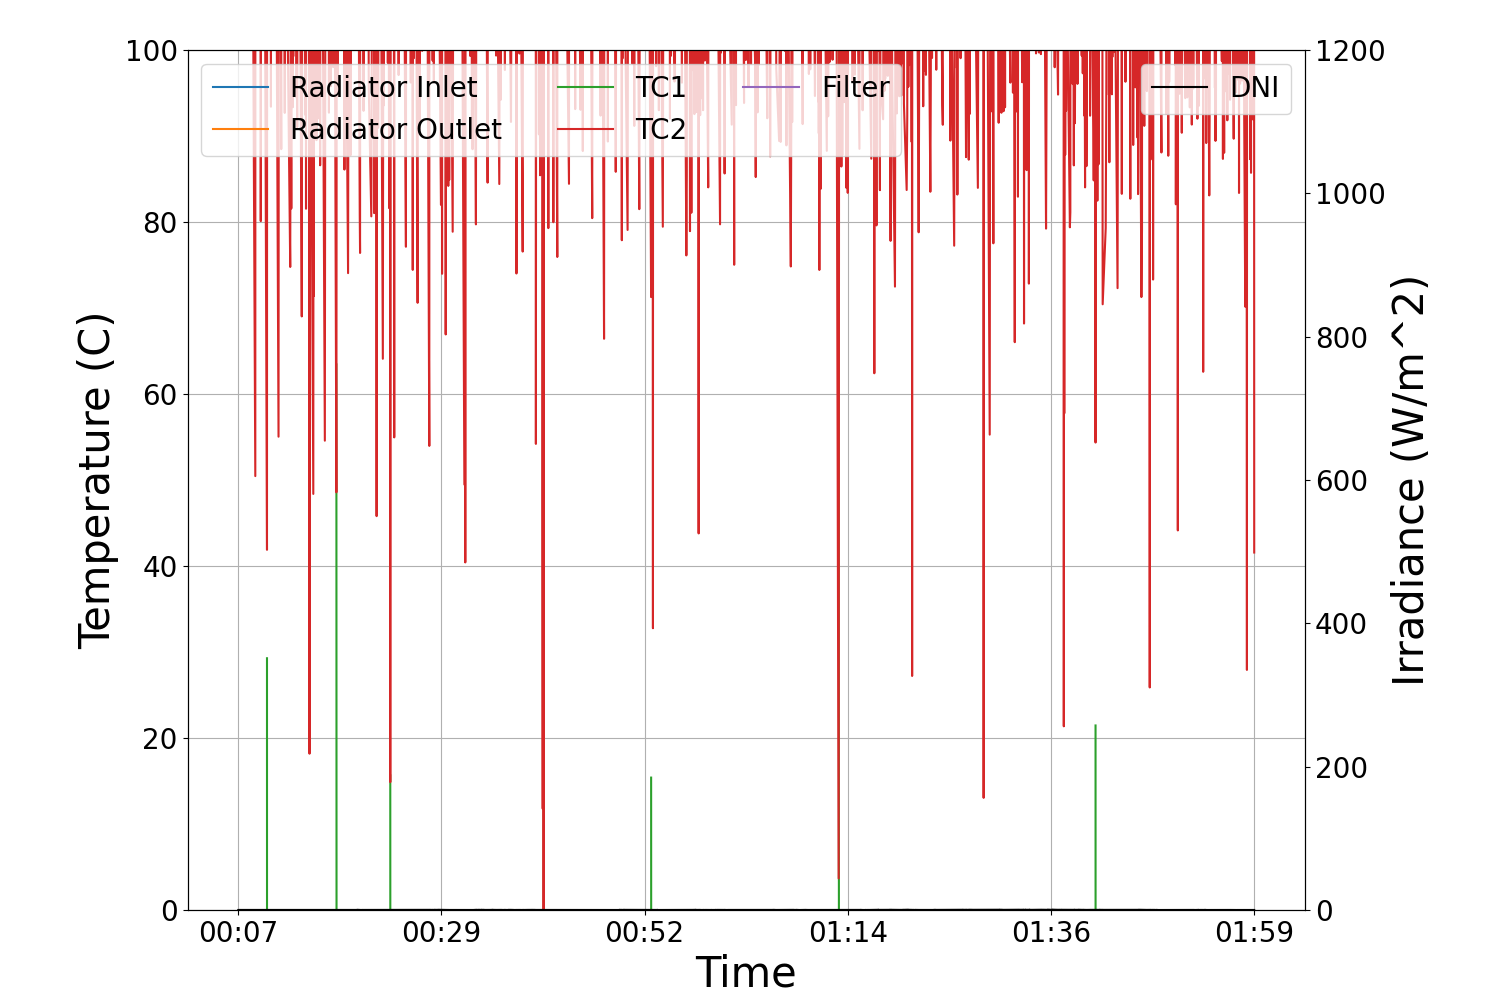 100
80
60
40
20
0
Temperature (C)
Radiator Inlet
Radiator Outlet
TC1
TC2
Filter
DNI
1200
1000
800
600
400
200
0
Irradiance (W/m^2)
00:07 00:29 00:52 01:14 01:36 01:59
Time